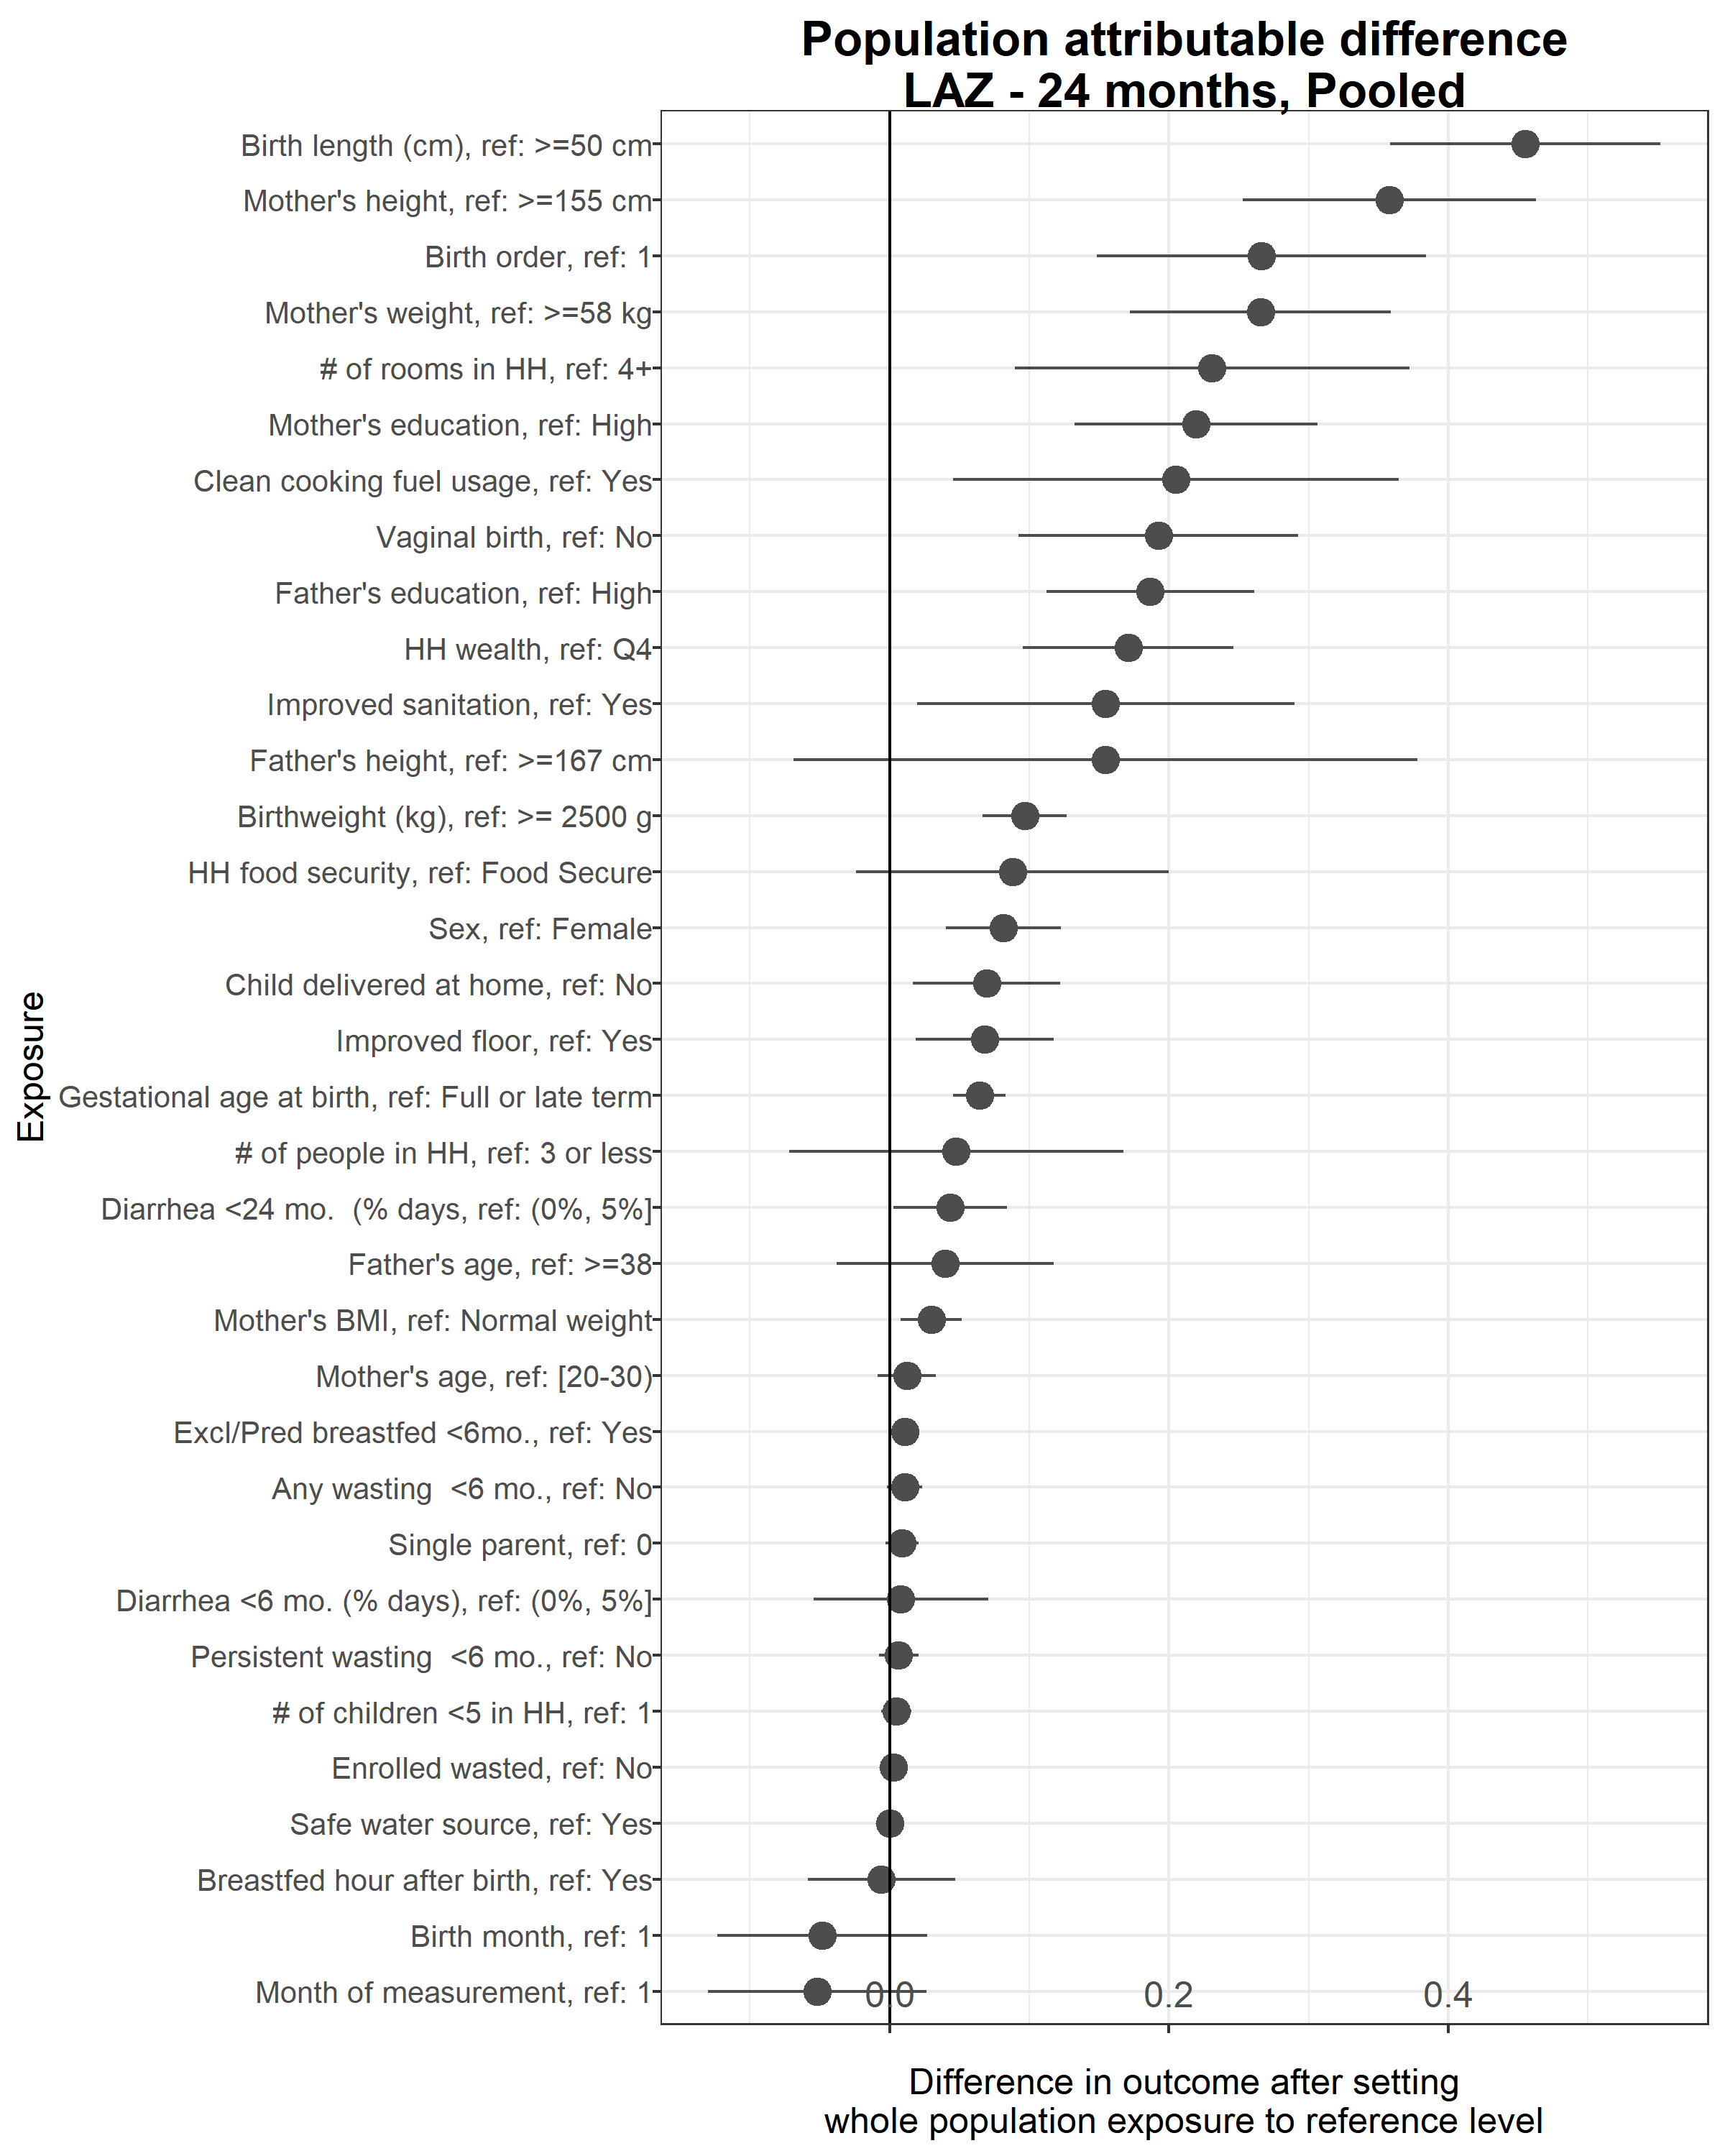 Population attributable difference
LAZ - 24 months, Pooled
Birth length (cm), ref: >=50 cm
Mother's height, ref: >=155 cm
Birth order, ref: 1
Mother's weight, ref: >=58 kg
# of rooms in HH, ref: 4+
Mother's education, ref: High
Clean cooking fuel usage, ref: Yes
Vaginal birth, ref: No
Father's education, ref: High
HH wealth, ref: Q4
Improved sanitation, ref: Yes
Father's height, ref: >=167 cm
Birthweight (kg), ref: >= 2500 g
HH food security, ref: Food Secure
Sex, ref: Female
Child delivered at home, ref: No
Improved floor, ref: Yes
Gestational age at birth, ref: Full or late term
# of people in HH, ref: 3 or less
Diarrhea <24 mo.  (% days, ref: (0%, 5%]
Father's age, ref: >=38
Mother's BMI, ref: Normal weight
Mother's age, ref: [20-30)
Excl/Pred breastfed <6mo., ref: Yes
Any wasting  <6 mo., ref: No
Single parent, ref: 0
Diarrhea <6 mo. (% days), ref: (0%, 5%]
Persistent wasting  <6 mo., ref: No
# of children <5 in HH, ref: 1
Enrolled wasted, ref: No
Safe water source, ref: Yes
Breastfed hour after birth, ref: Yes
Birth month, ref: 1
Month of measurement, ref: 1
Exposure
0.0 0.2 0.4
Difference in outcome after setting
whole population exposure to reference level